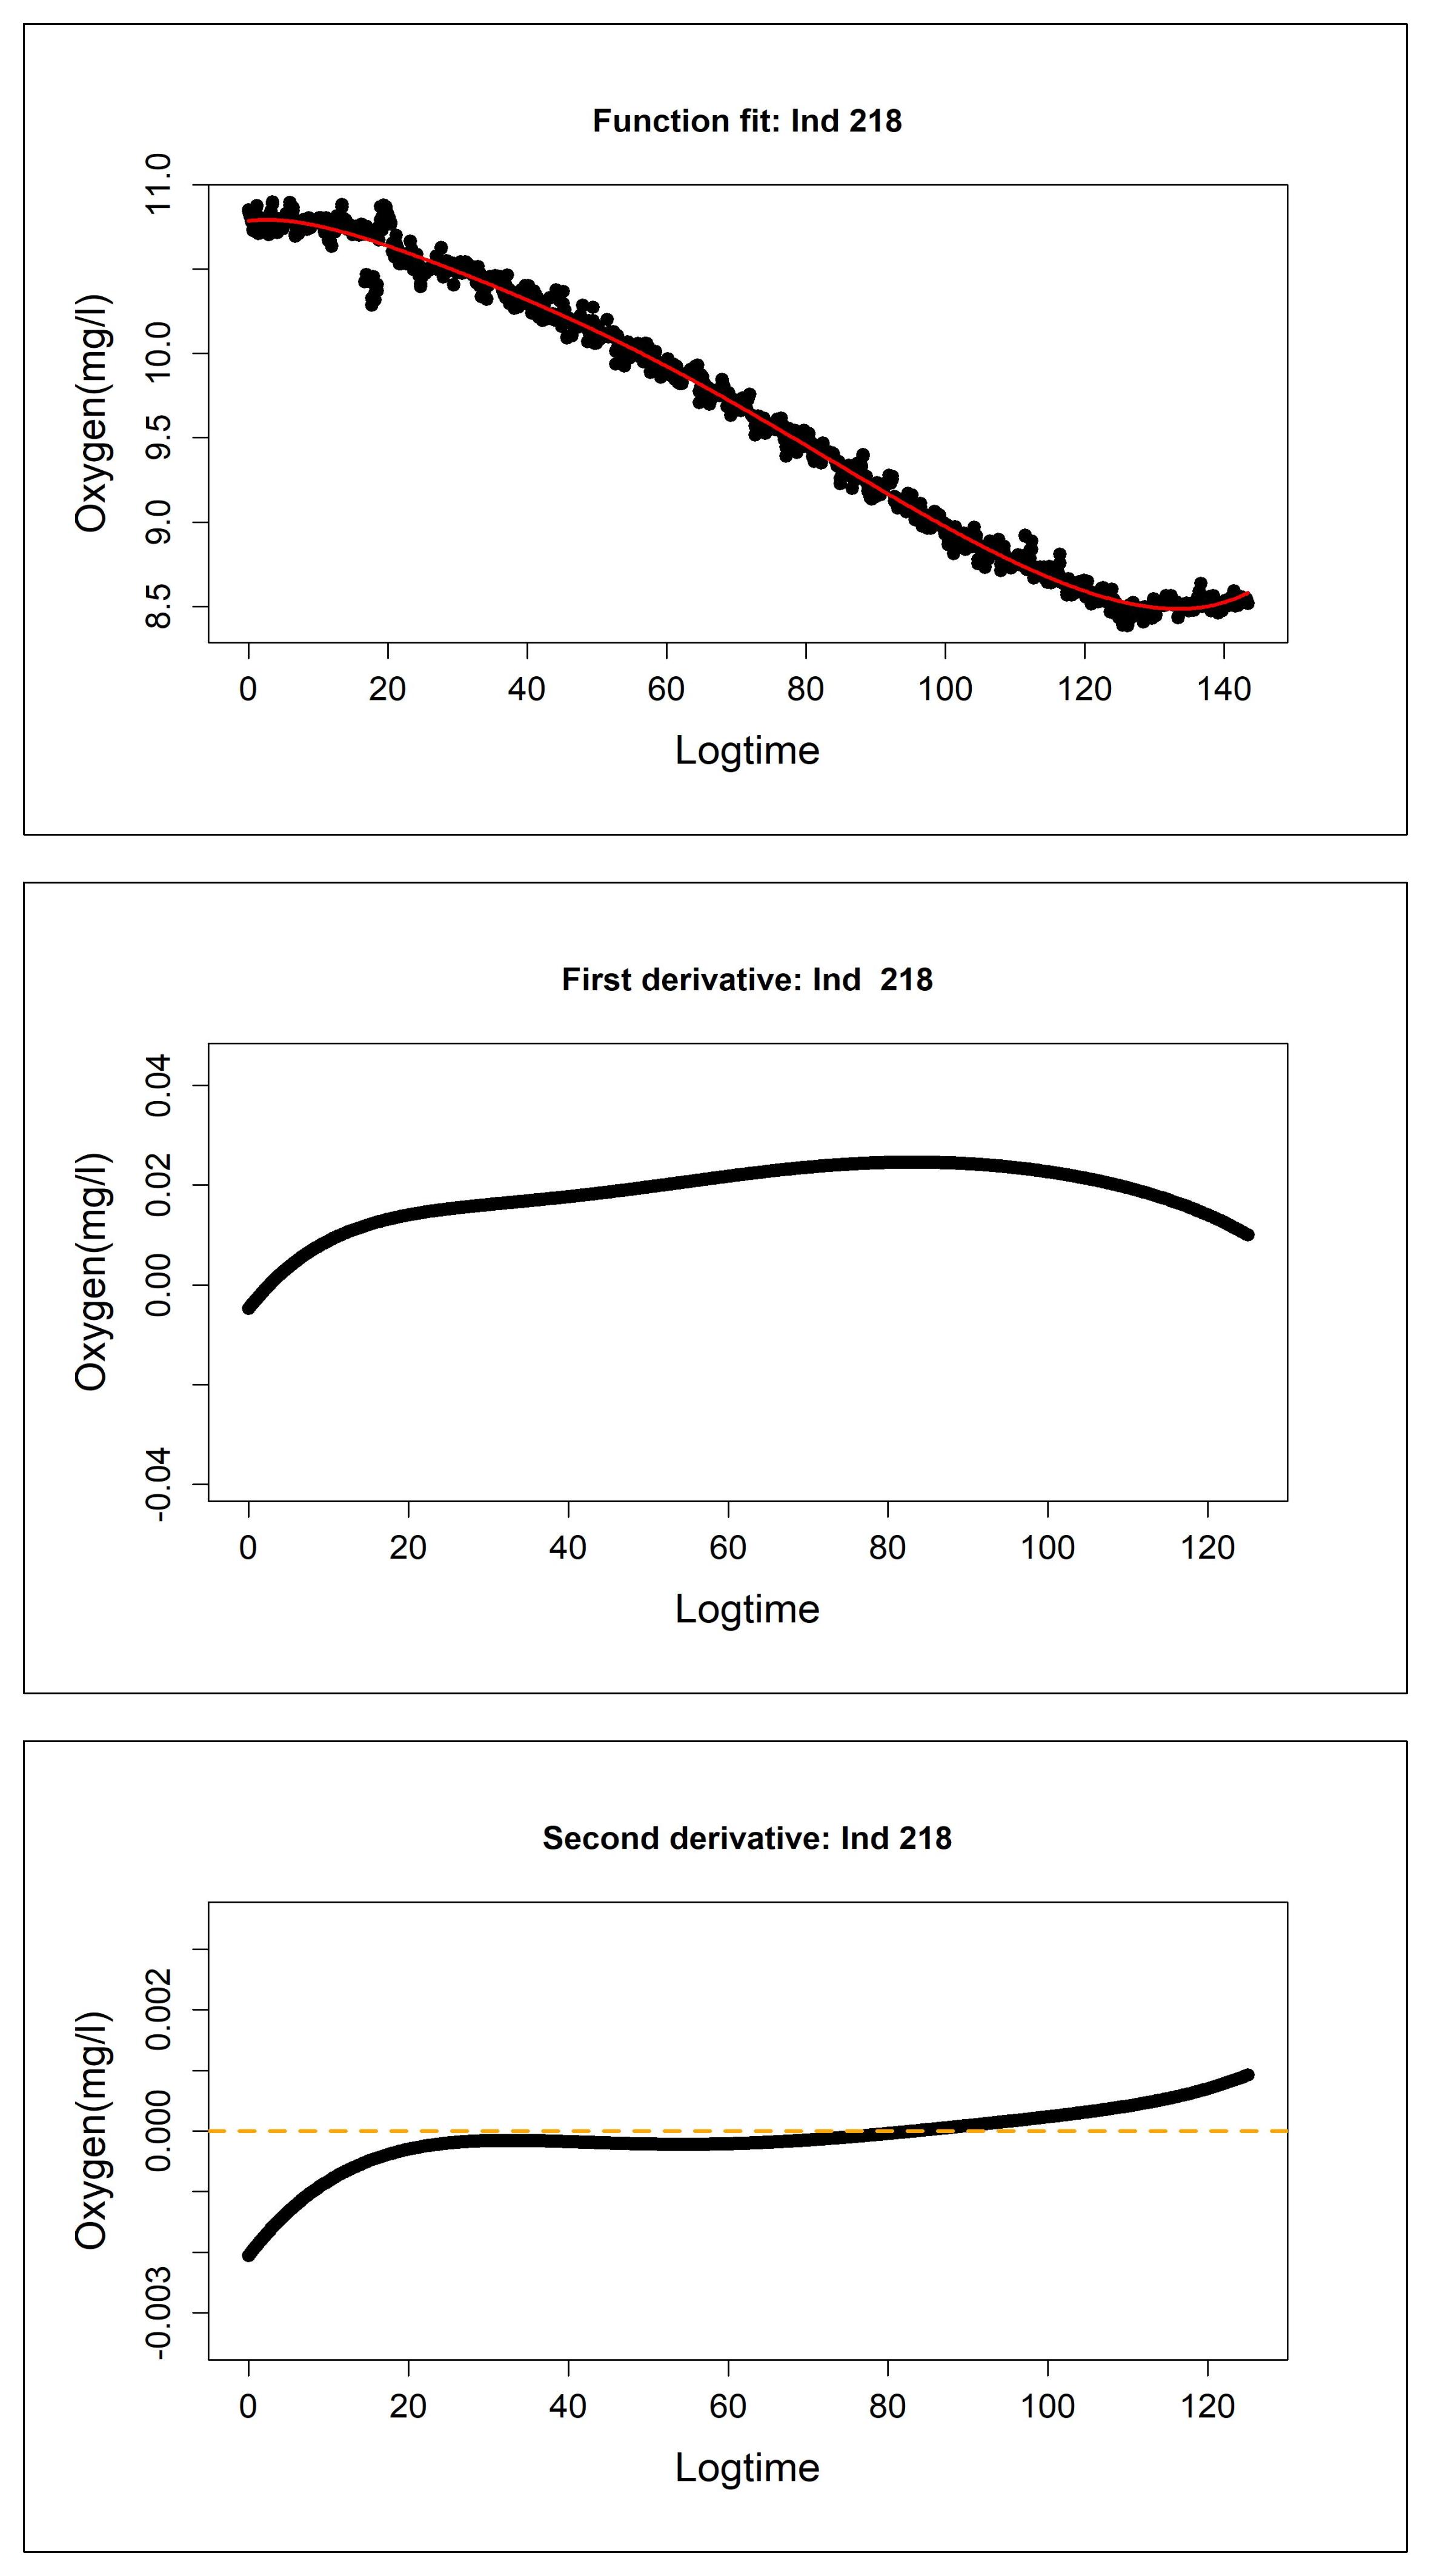 Function fit: Ind 218
Oxygen(mg/l)
11.0
10.0
9.5
9.0
8.5
0 20 40 60 80 100 120 140
Logtime
First derivative: Ind  218
Oxygen(mg/l)
0.04
0.02
0.00
-0.04
0 20 40 60 80 100 120
Logtime
Second derivative: Ind 218
Oxygen(mg/l)
0.002
0.000
-0.003
0 20 40 60 80 100 120
Logtime